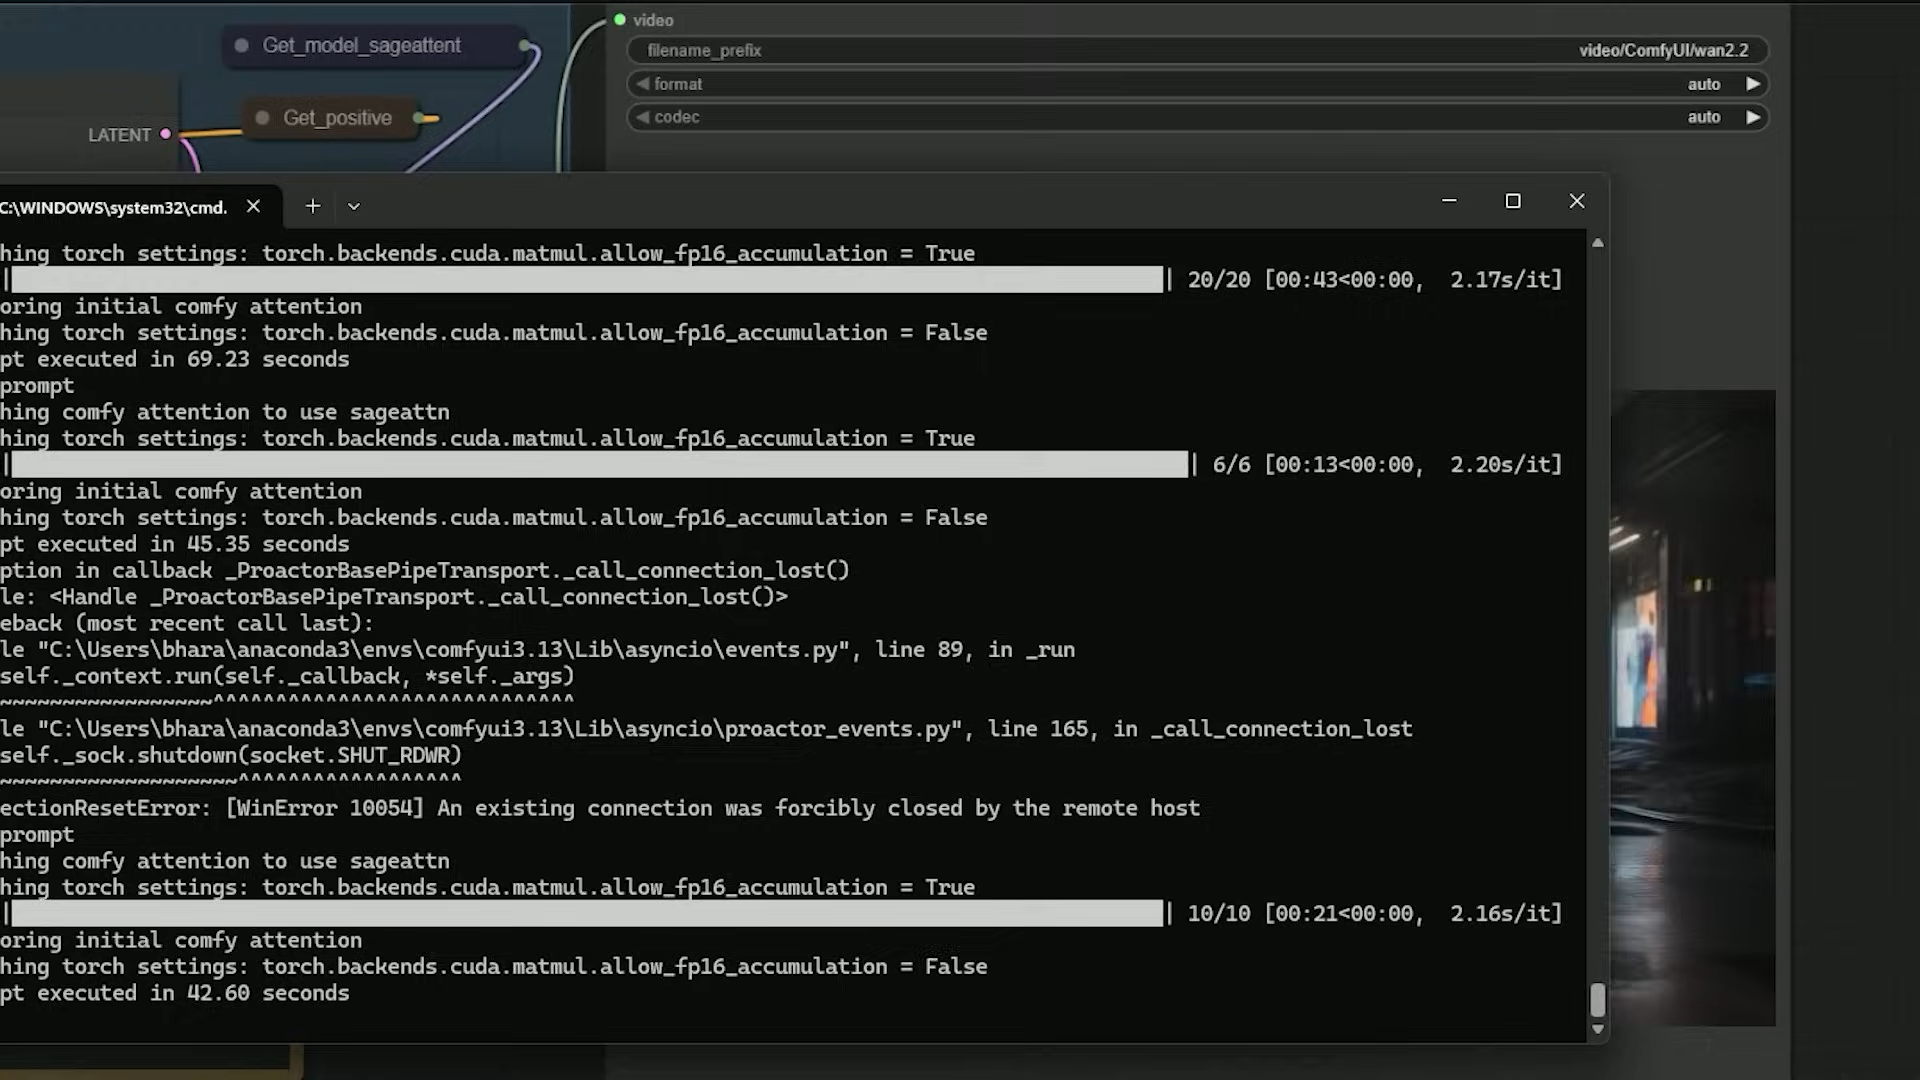 Get_model_sageattent
Get_positive
LATENT
video
filename_prefix video/ComfyUI/wan2.2
format auto
codec auto
C:\WINDOWS\system32\cmd.
hing torch settings: torch.backends.cuda.matmul.allow_fp16_accumulation = True
| 20/20 [00:43<00:00, 2.17s/it]
oring initial comfy attention
hing torch settings: torch.backends.cuda.matmul.allow_fp16_accumulation = False
pt executed in 69.23 seconds
prompt
hing comfy attention to use sageattn
hing torch settings: torch.backends.cuda.matmul.allow_fp16_accumulation = True
| 6/6 [00:13<00:00, 2.20s/it]
oring initial comfy attention
hing torch settings: torch.backends.cuda.matmul.allow_fp16_accumulation = False
pt executed in 45.35 seconds
ption in callback _ProactorBasePipeTransport._call_connection_lost()
le: <Handle _ProactorBasePipeTransport._call_connection_lost()>
eback (most recent call last):
le "C:\Users\bhara\anaconda3\envs\comfyui3.13\Lib\asyncio\events.py", line 89, in _run
self._context.run(self._callback, *self._args)
~~~~~~~~~~~~~~~~~^^^^^^^^^^^^^^^^^^^^^^^^^^^^^
le "C:\Users\bhara\anaconda3\envs\comfyui3.13\Lib\asyncio\proactor_events.py", line 165, in _call_connection_lost
self._sock.shutdown(socket.SHUT_RDWR)
~~~~~~~~~~~~~~~~~~~^^^^^^^^^^^^^^^^^^
ectionResetError: [WinError 10054] An existing connection was forcibly closed by the remote host
prompt
hing comfy attention to use sageattn
hing torch settings: torch.backends.cuda.matmul.allow_fp16_accumulation = True
| 10/10 [00:21<00:00, 2.16s/it]
oring initial comfy attention
hing torch settings: torch.backends.cuda.matmul.allow_fp16_accumulation = False
pt executed in 42.60 seconds